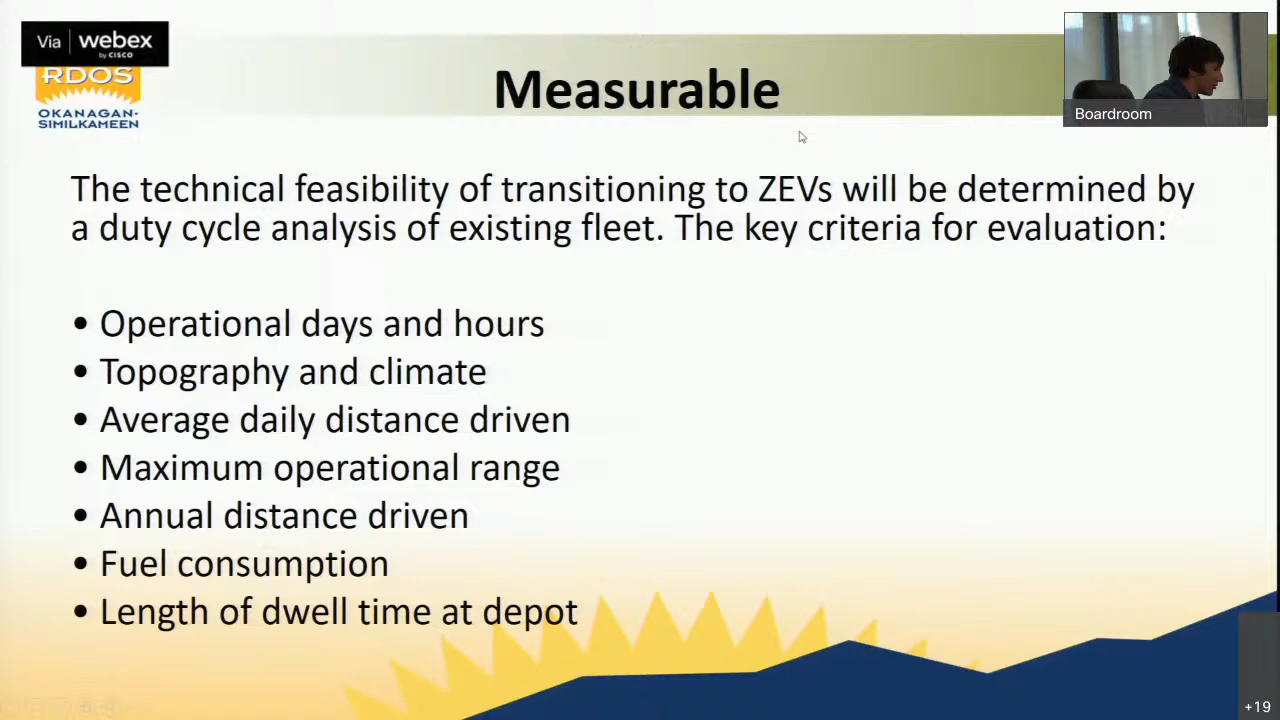 Via webex
by CISCO
RDOS
OKANAGAN-
SIMILKAMEEN
Measurable
Boardroom
The technical feasibility of transitioning to ZEVs will be determined by
a duty cycle analysis of existing fleet. The key criteria for evaluation:
• Operational days and hours
• Topography and climate
• Average daily distance driven
• Maximum operational range
• Annual distance driven
• Fuel consumption
• Length of dwell time at depot
+19